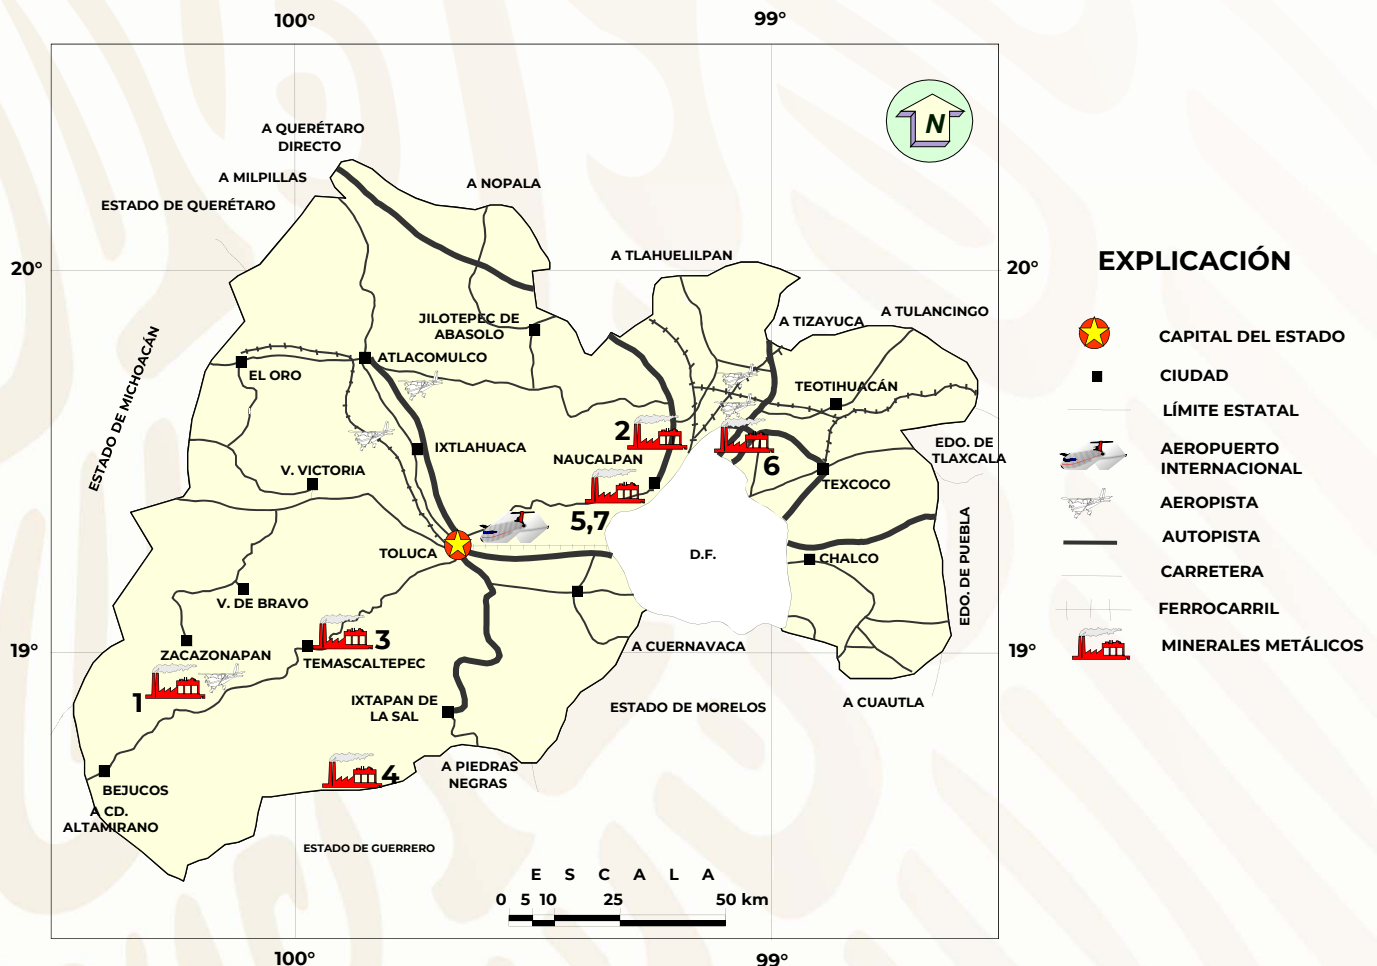 100°
99°
N
A QUERÉTARO
DIRECTO
A MILPILLAS
A NOPALA
ESTADO DE QUERÉTARO
A TLAHUELILPAN
20°
20°
EXPLICACIÓN
A TULANCINGO
A TIZAYUCA
JILOTEPEC DE
ABASOLO
CAPITAL DEL ESTADO
ATLACOMULCO
EL ORO
CIUDAD
TEOTIHUACÁN
ESTADO DE MICHOACÁN
LÍMITE ESTATAL
2
IXTLAHUACA
NAUCALPAN
6
EDO. DE
TLAXCALA
AEROPUERTO
INTERNACIONAL
V. VICTORIA
TEXCOCO
AEROPISTA
5,7
AUTOPISTA
TOLUCA
D.F.
CHALCO
EDO. DE PUEBLA
CARRETERA
V. DE BRAVO
FERROCARRIL
3
A CUERNAVACA
MINERALES METÁLICOS
19°
19°
ZACAZONAPAN
TEMASCALTEPEC
1
IXTAPAN DE
LA SAL
ESTADO DE MORELOS
A CUAUTLA
4
A PIEDRAS
NEGRAS
BEJUCOS
A CD.
ALTAMIRANO
ESTADO DE GUERRERO
E S C A L A
0 5 10 25 50 km
100°
99°